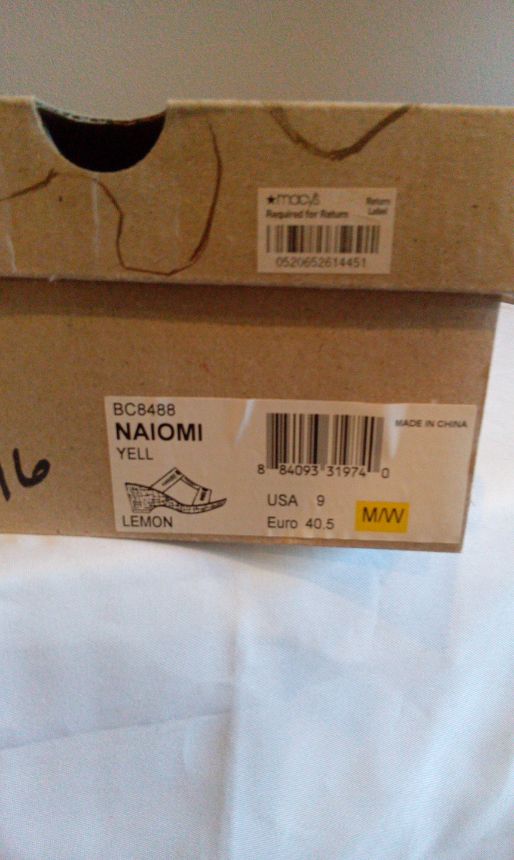 ★macy's Return
Required for Return Label
0520652614451
BC8488
NAIOMI
YELL
LEMON
8 84093 31974 0
MADE IN CHINA
USA 9
Euro 40.5
M/W
16